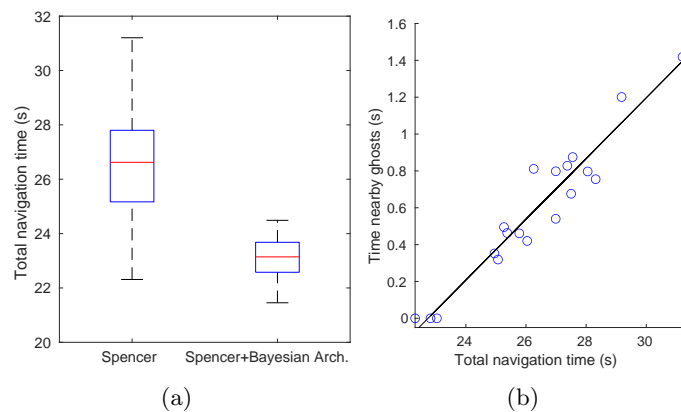 32
30
28
26
24
22
20
Total navigation time (s)
Spencer
Spencer+Bayesian Arch.
(a)
1.6
1.4
1.2
1
0.8
0.6
0.4
0.2
0
Time nearby ghosts (s)
24
26
28
30
Total navigation time (s)
(b)